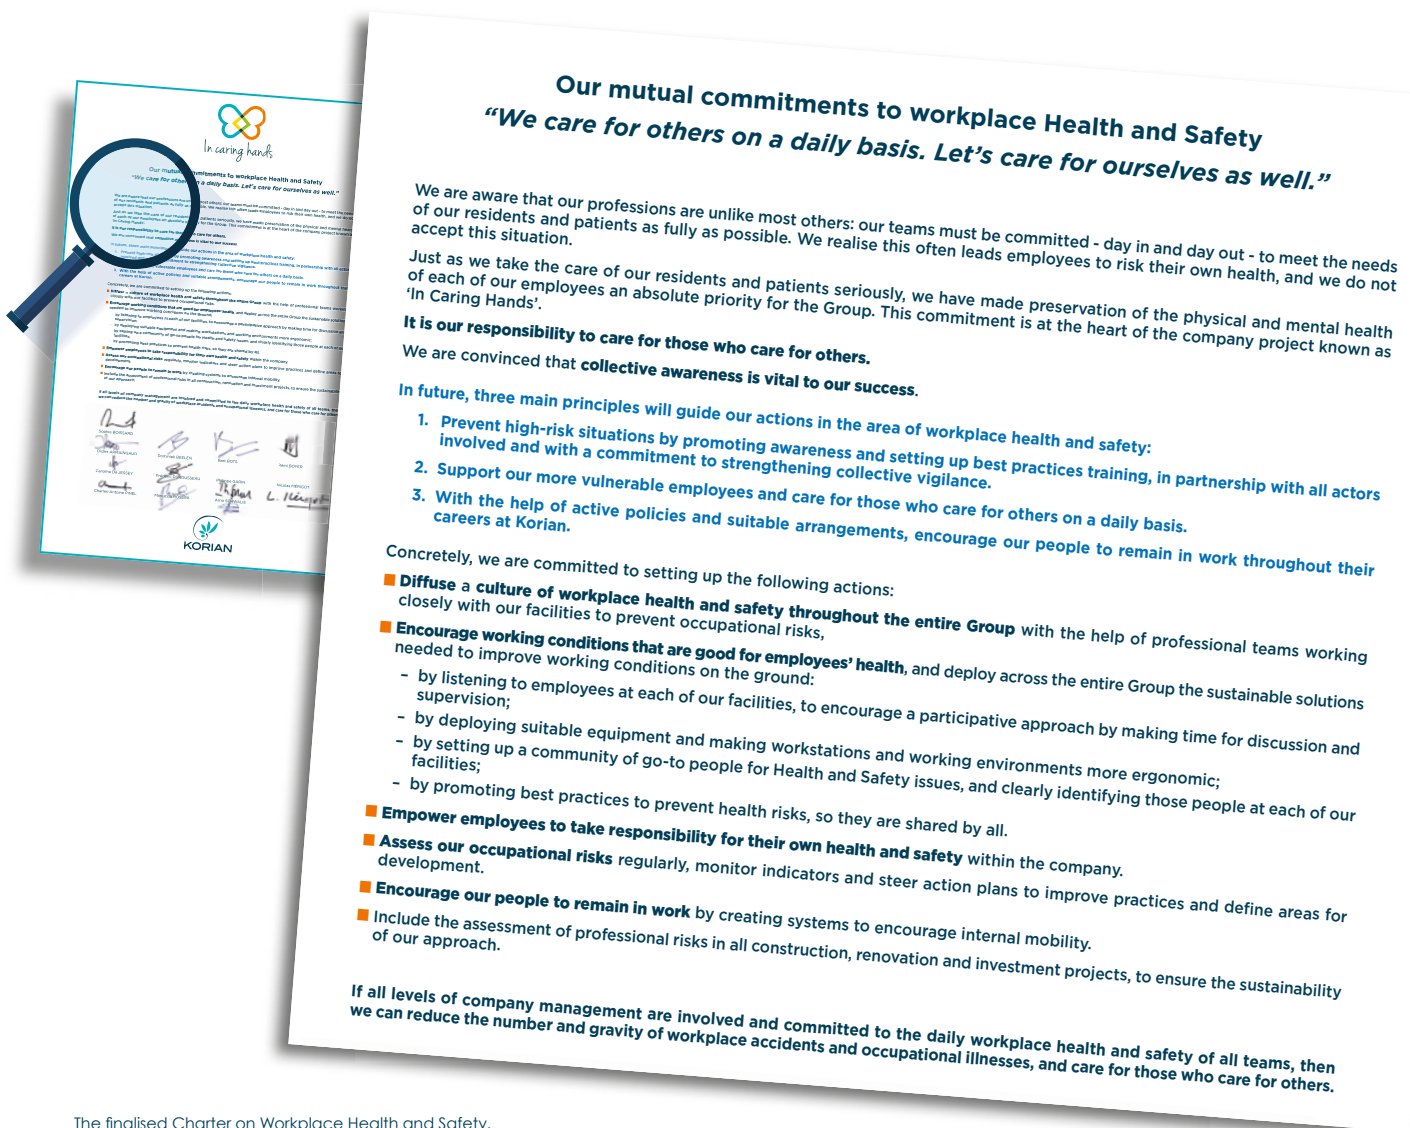 In caring hands
Our mutual commitments to workplace Health and Safety
“We care for others on a daily basis. Let’s care for ourselves as well.”
KORIAN
Our mutual commitments to workplace Health and Safety
“We care for others on a daily basis. Let’s care for ourselves as well.”
We are aware that our professions are unlike most others: our teams must be committed - day in and day out - to meet the needs
of our residents and patients as fully as possible. We realise this often leads employees to risk their own health, and we do not
accept this situation.
Just as we take the care of our residents and patients seriously, we have made preservation of the physical and mental health
of each of our employees an absolute priority for the Group. This commitment is at the heart of the company project known as
‘In Caring Hands’.
It is our responsibility to care for those who care for others.
We are convinced that collective awareness is vital to our success.
In future, three main principles will guide our actions in the area of workplace health and safety:
1. Prevent high-risk situations by promoting awareness and setting up best practices training, in partnership with all actors
involved and with a commitment to strengthening collective vigilance.
2. Support our more vulnerable employees and care for those who care for others on a daily basis.
3. With the help of active policies and suitable arrangements, encourage our people to remain in work throughout their
careers at Korian.
Concretely, we are committed to setting up the following actions:
■ Diffuse a culture of workplace health and safety throughout the entire Group with the help of professional teams working
closely with our facilities to prevent occupational risks,
■ Encourage working conditions that are good for employees’ health, and deploy across the entire Group the sustainable solutions
needed to improve working conditions on the ground:
– by listening to employees at each of our facilities, to encourage a participative approach by making time for discussion and
supervision;
– by deploying suitable equipment and making workstations and working environments more ergonomic;
– by setting up a community of go-to people for Health and Safety issues, and clearly identifying those people at each of our
facilities;
– by promoting best practices to prevent health risks, so they are shared by all.
■ Empower employees to take responsibility for their own health and safety within the company.
■ Assess our occupational risks regularly, monitor indicators and steer action plans to improve practices and define areas for
development.
■ Encourage our people to remain in work by creating systems to encourage internal mobility.
■ Include the assessment of professional risks in all construction, renovation and investment projects, to ensure the sustainability
of our approach.
If all levels of company management are involved and committed to the daily workplace health and safety of all teams, then
we can reduce the number and gravity of workplace accidents and occupational illnesses, and care for those who care for others.
The finalised Charter on Workplace Health and Safety.